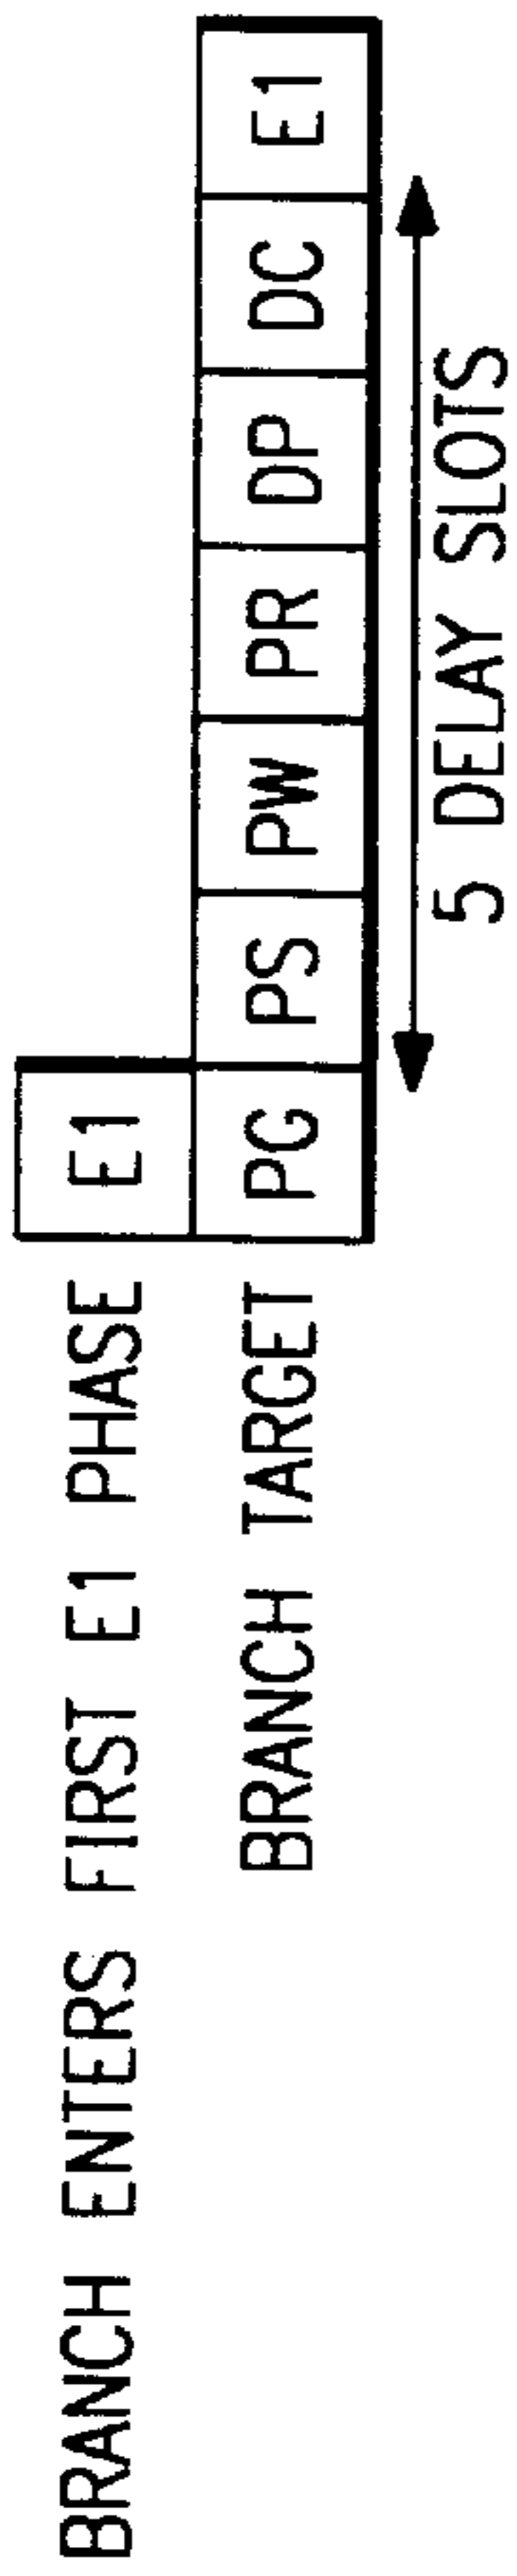 BRANCH ENTERS FIRST E1 PHASE E1
BRANCH TARGET PG PS PW PR DP DC E1
5 DELAY SLOTS